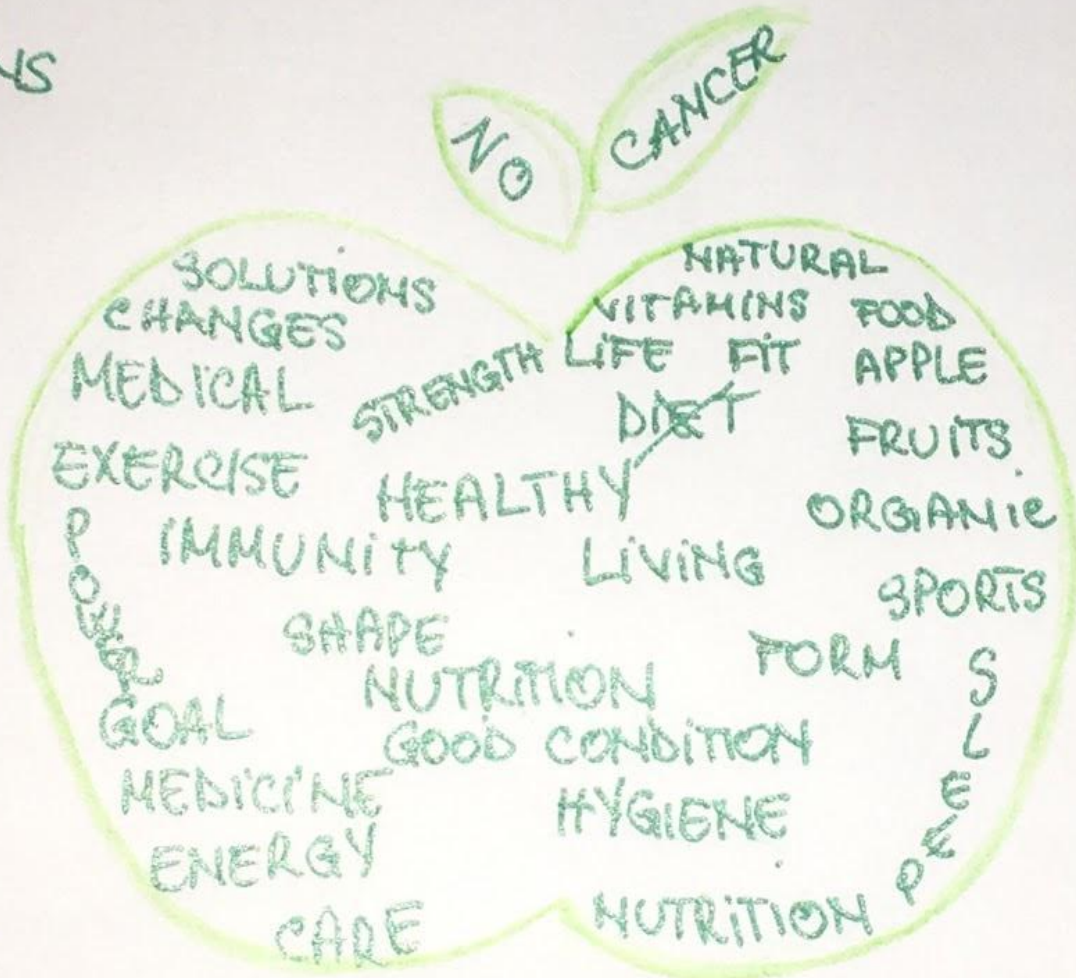 NO CANCER
SOLUTIONS
NATURAL
CHANGES
VITAMINS FOOD
MEDICAL
STRENGTH LIFE FIT APPLE
DIET
EXERCISE
FRUITS
HEALTHY
ORGANIC
IMMUNITY
LIVING
POWER
SPORTS
SHAPE
FORM
NUTRITION
SLEEP
GOAL
GOOD CONDITION
MEDICINE
HYGIENE
ENERGY
CARE
NUTRITION